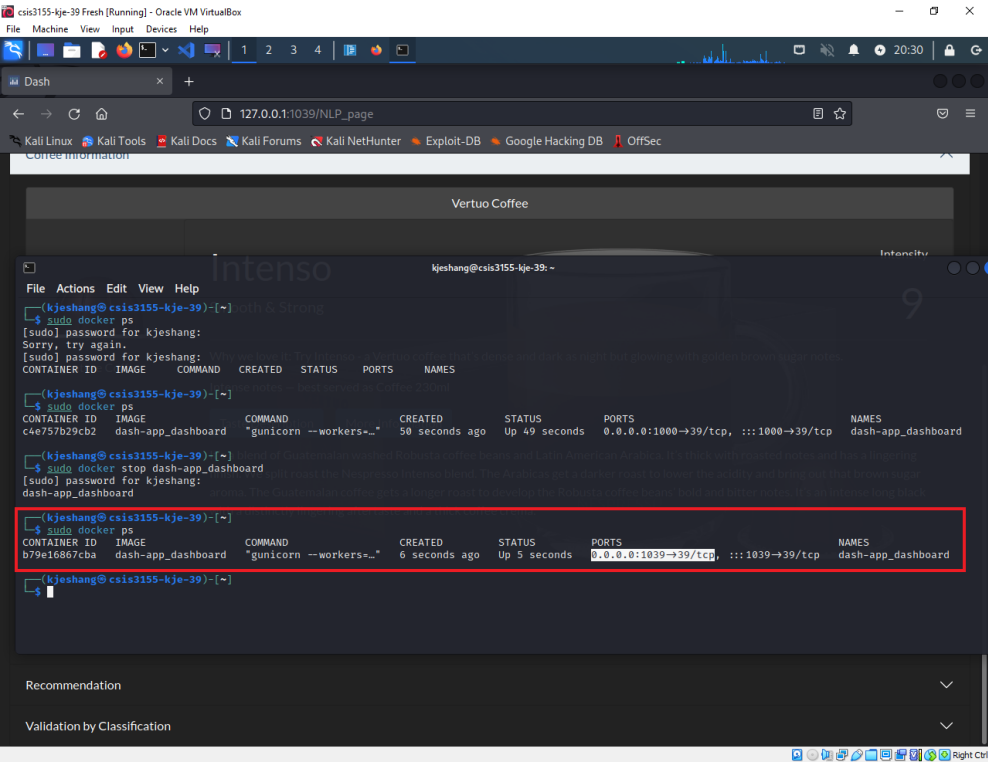 csis3155-kje-39 Fresh [Running] - Oracle VM VirtualBox
File Machine View Input Devices Help
1 2 3 4 20:30
Dash
127.0.0.1:1039/NLP_page
Kali Linux Kali Tools Kali Docs Kali Forums Kali NetHunter Exploit-DB Google Hacking DB OffSec
Coffee Information
Vertuo Coffee
Intenso
Intensity
kjeshang@csis3155-kje-39: ~
File Actions Edit View Help
9
┌──(kjeshang㉿csis3155-kje-39)-[~]
└─$ sudo docker ps
[sudo] password for kjeshang:
Sorry, try again.
[sudo] password for kjeshang:
CONTAINER ID IMAGE COMMAND CREATED STATUS PORTS NAMES
┌──(kjeshang㉿csis3155-kje-39)-[~]
└─$ sudo docker ps
CONTAINER ID IMAGE COMMAND CREATED STATUS PORTS NAMES
c4e757b29cb2 dash-app_dashboard "gunicorn --workers=…" 50 seconds ago Up 49 seconds 0.0.0.0:1000→39/tcp, :::1000→39/tcp dash-app_dashboard
┌──(kjeshang㉿csis3155-kje-39)-[~]
└─$ sudo docker stop dash-app_dashboard
[sudo] password for kjeshang:
dash-app_dashboard
┌──(kjeshang㉿csis3155-kje-39)-[~]
└─$ sudo docker ps
CONTAINER ID IMAGE COMMAND CREATED STATUS PORTS NAMES
b79e16867cba dash-app_dashboard "gunicorn --workers=…" 6 seconds ago Up 5 seconds 0.0.0.0:1039→39/tcp, :::1039→39/tcp dash-app_dashboard
┌──(kjeshang㉿csis3155-kje-39)-[~]
└─$
Recommendation
Validation by Classification
Right Ctrl